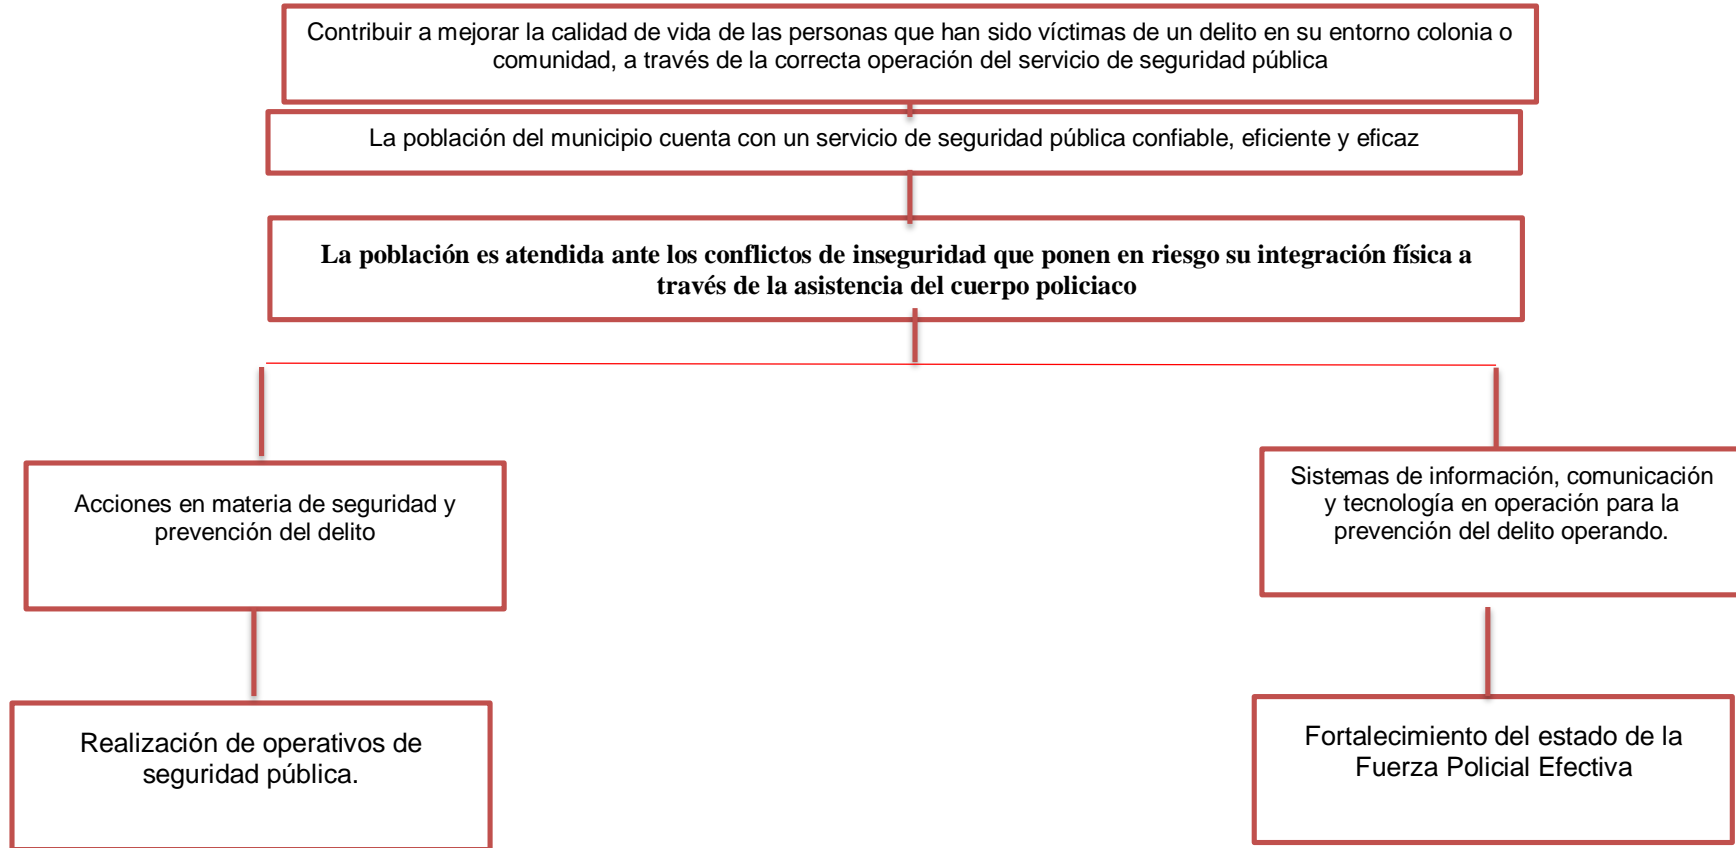 Contribuir a mejorar la calidad de vida de las personas que han sido víctimas de un delito en su entorno colonia o
comunidad, a través de la correcta operación del servicio de seguridad pública
La población del municipio cuenta con un servicio de seguridad pública confiable, eficiente y eficaz
La población es atendida ante los conflictos de inseguridad que ponen en riesgo su integración física a
través de la asistencia del cuerpo policiaco
Acciones en materia de seguridad y
prevención del delito
Sistemas de información, comunicación
y tecnología en operación para la
prevención del delito operando.
Realización de operativos de
seguridad pública.
Fortalecimiento del estado de la
Fuerza Policial Efectiva